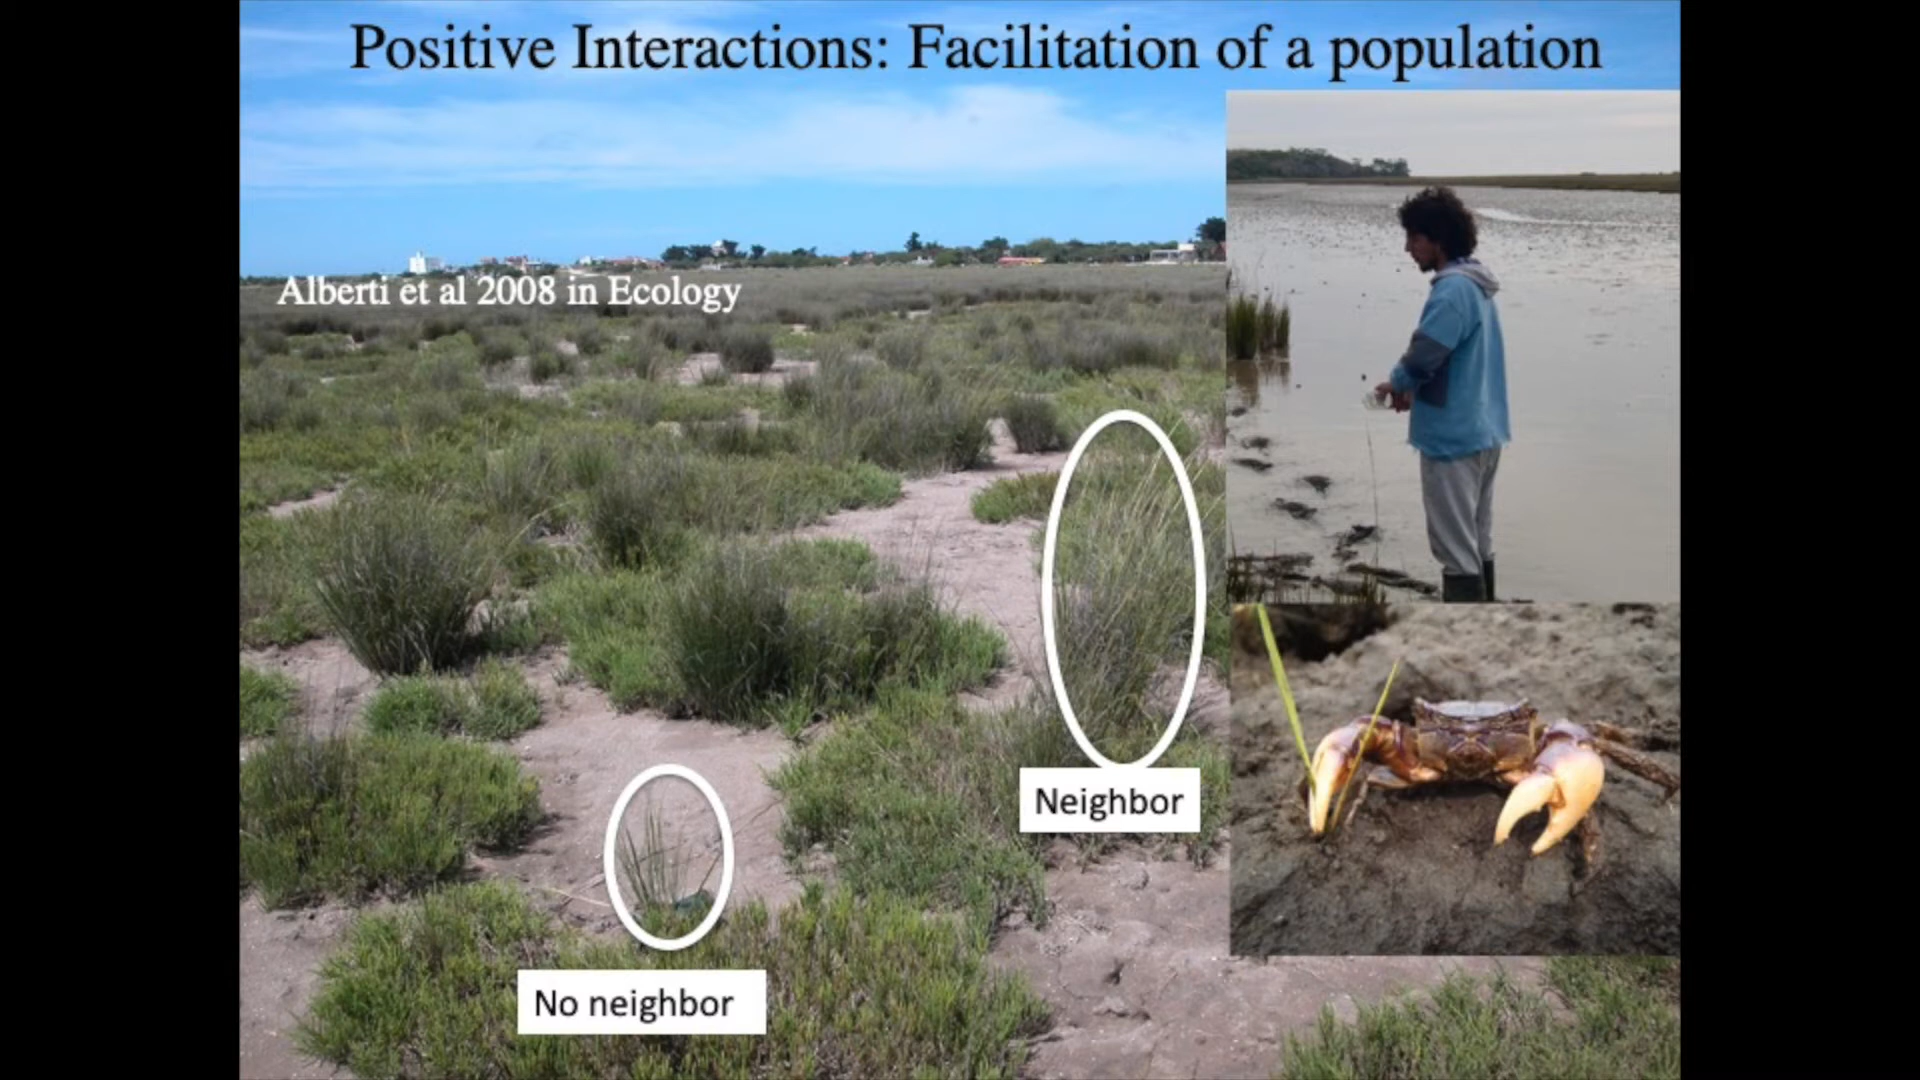 Positive Interactions: Facilitation of a population
Alberti et al 2008 in Ecology
Neighbor
No neighbor